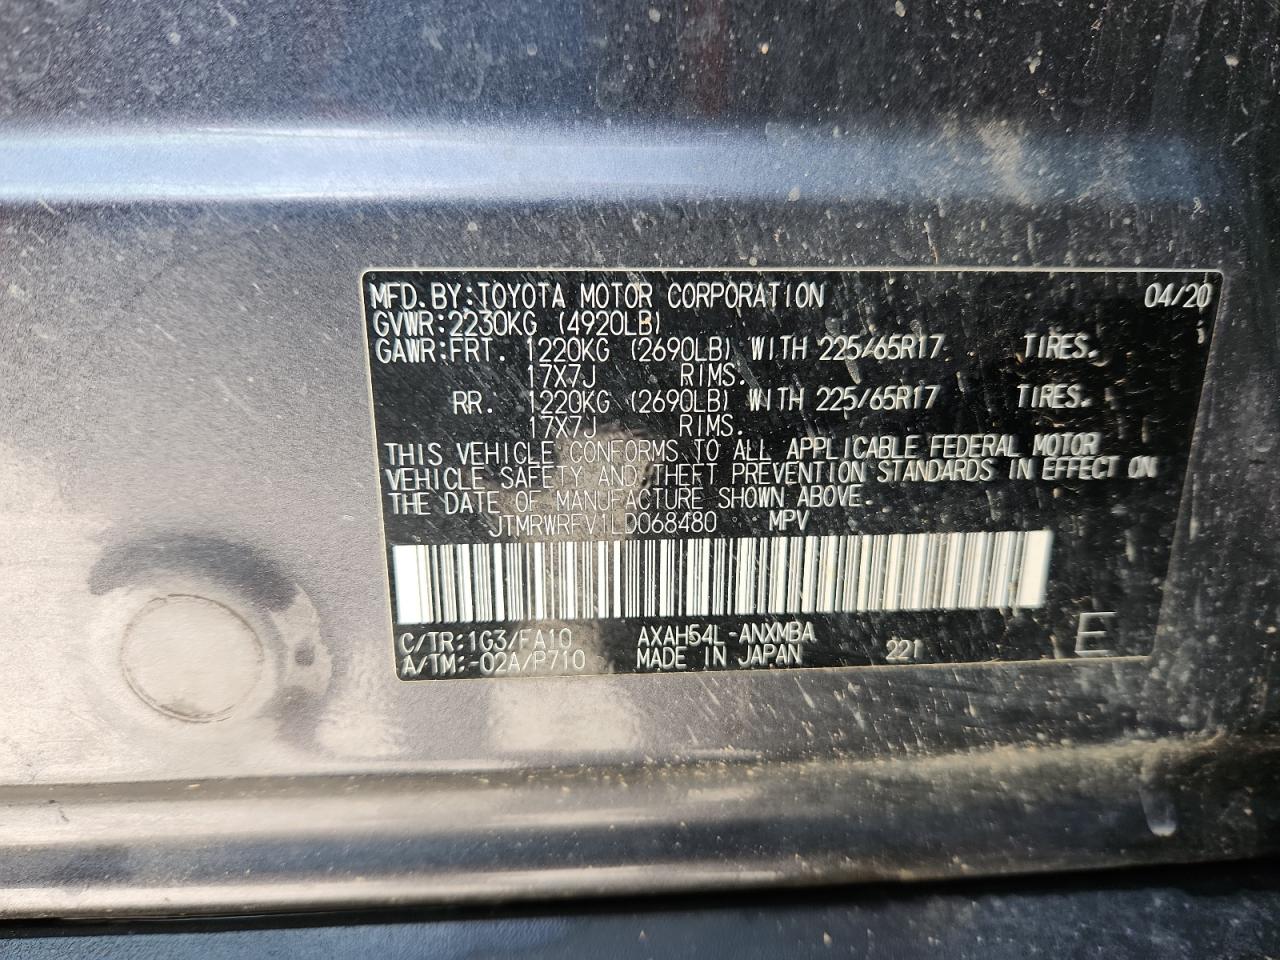 MFD. BY: TOYOTA MOTOR CORPORATION 04/20
GVWR: 2230KG (4920LB)
GAWR: FRT. 1220KG (2690LB) WITH 225/65R17 TIRES.
17X7J RIMS.
RR. 1220KG (2690LB) WITH 225/65R17 TIRES.
17X7J RIMS.
THIS VEHICLE CONFORMS TO ALL APPLICABLE FEDERAL MOTOR
VEHICLE SAFETY AND THEFT PREVENTION STANDARDS IN EFFECT ON
THE DATE OF MANUFACTURE SHOWN ABOVE.
JTMRWRFV1LD068480 MPV
C/TR: 1G3/FA10 AXAH54L-ANXMBA 221 E
A/TM: -02A/P710 MADE IN JAPAN